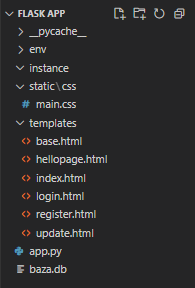 FLASK APP
__pycache__
env
instance
static\css
main.css
templates
base.html
hellopage.html
index.html
login.html
register.html
update.html
app.py
baza.db